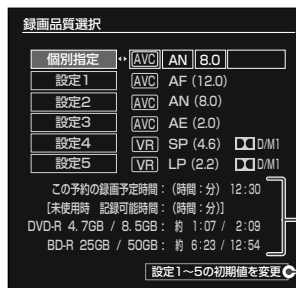 録画品質選択
個別指定 AVC AN 8.0
設定1 AVC AF (12.0)
設定2 AVC AN (8.0)
設定3 AVC AE (2.0)
設定4 VR SP (4.6) D/M1
設定5 VR LP (2.2) D/M1
この予約の録画予定時間：(時間：分) 12:30
[未使用時 記録可能時間：(時間：分)]
DVD-R 4.7GB / 8.5GB： 約 1:07 / 2:09
BD-R 25GB / 50GB： 約 6:23 / 12:54
設定1～5の初期値を変更